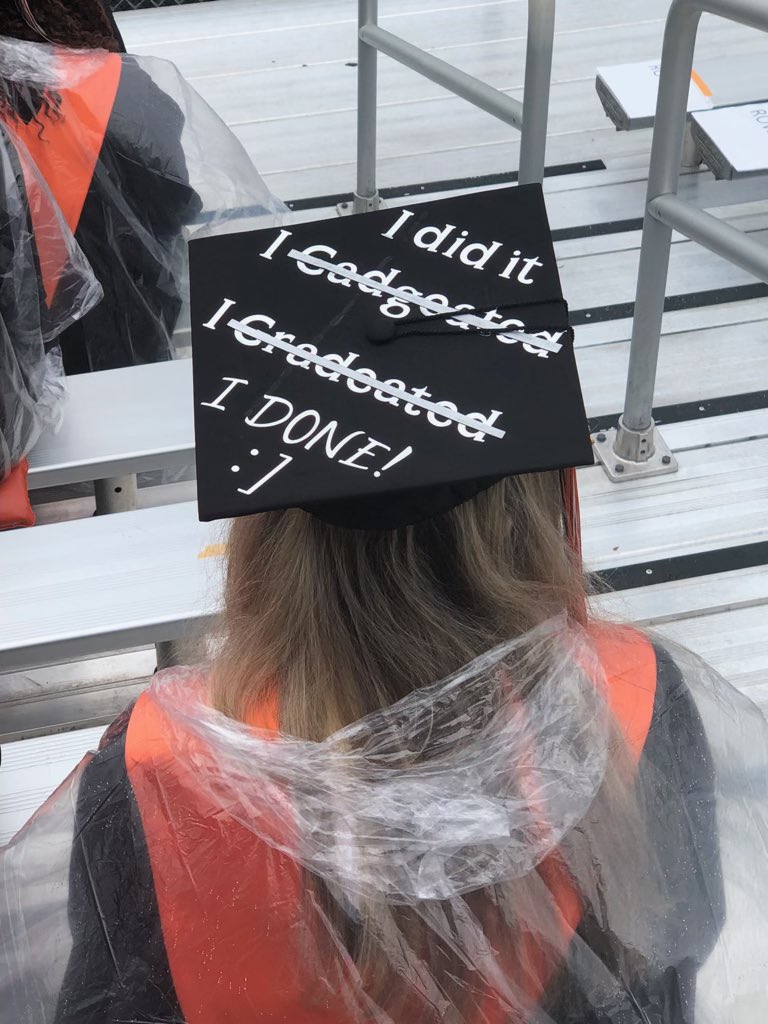 I did it
I Gadgeated
I Gradeated
I DONE!
:]